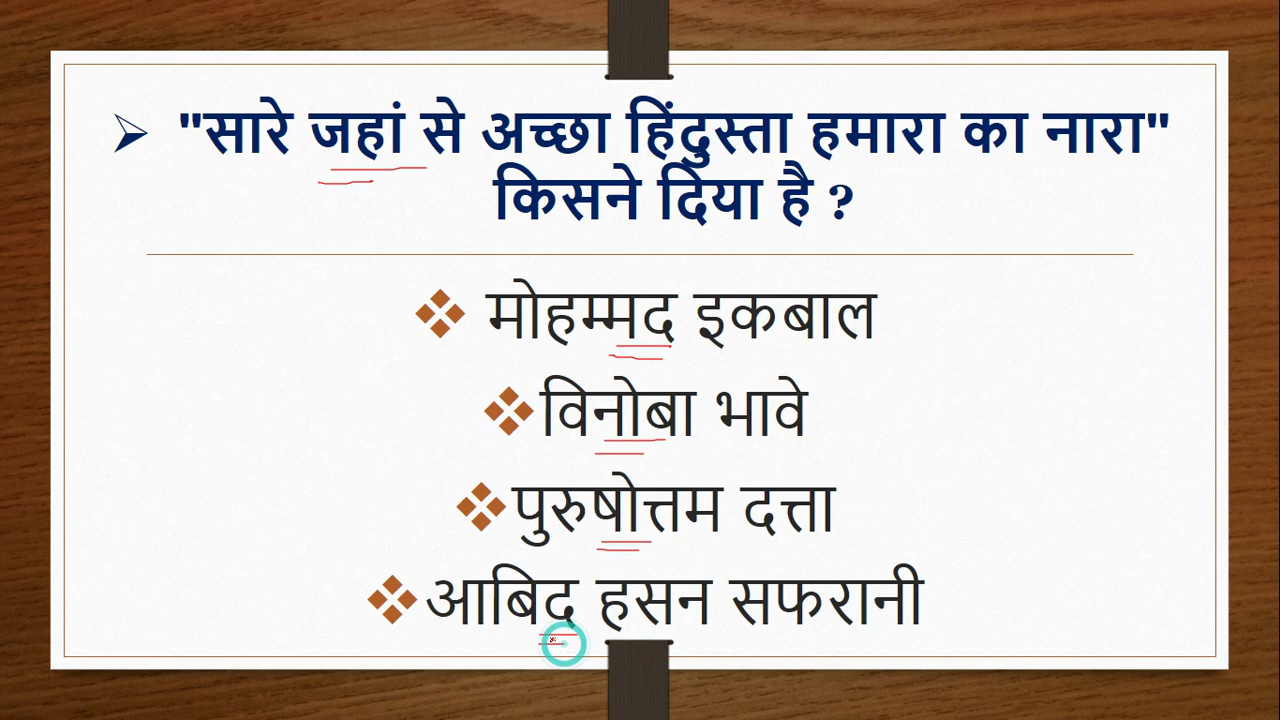 "सारे जहां से अच्छा हिंदुस्ता हमारा का नारा"
किसने दिया है ?
मोहम्मद इकबाल
विनोबा भावे
पुरुषोत्तम दत्ता
आबिद हसन सफरानी